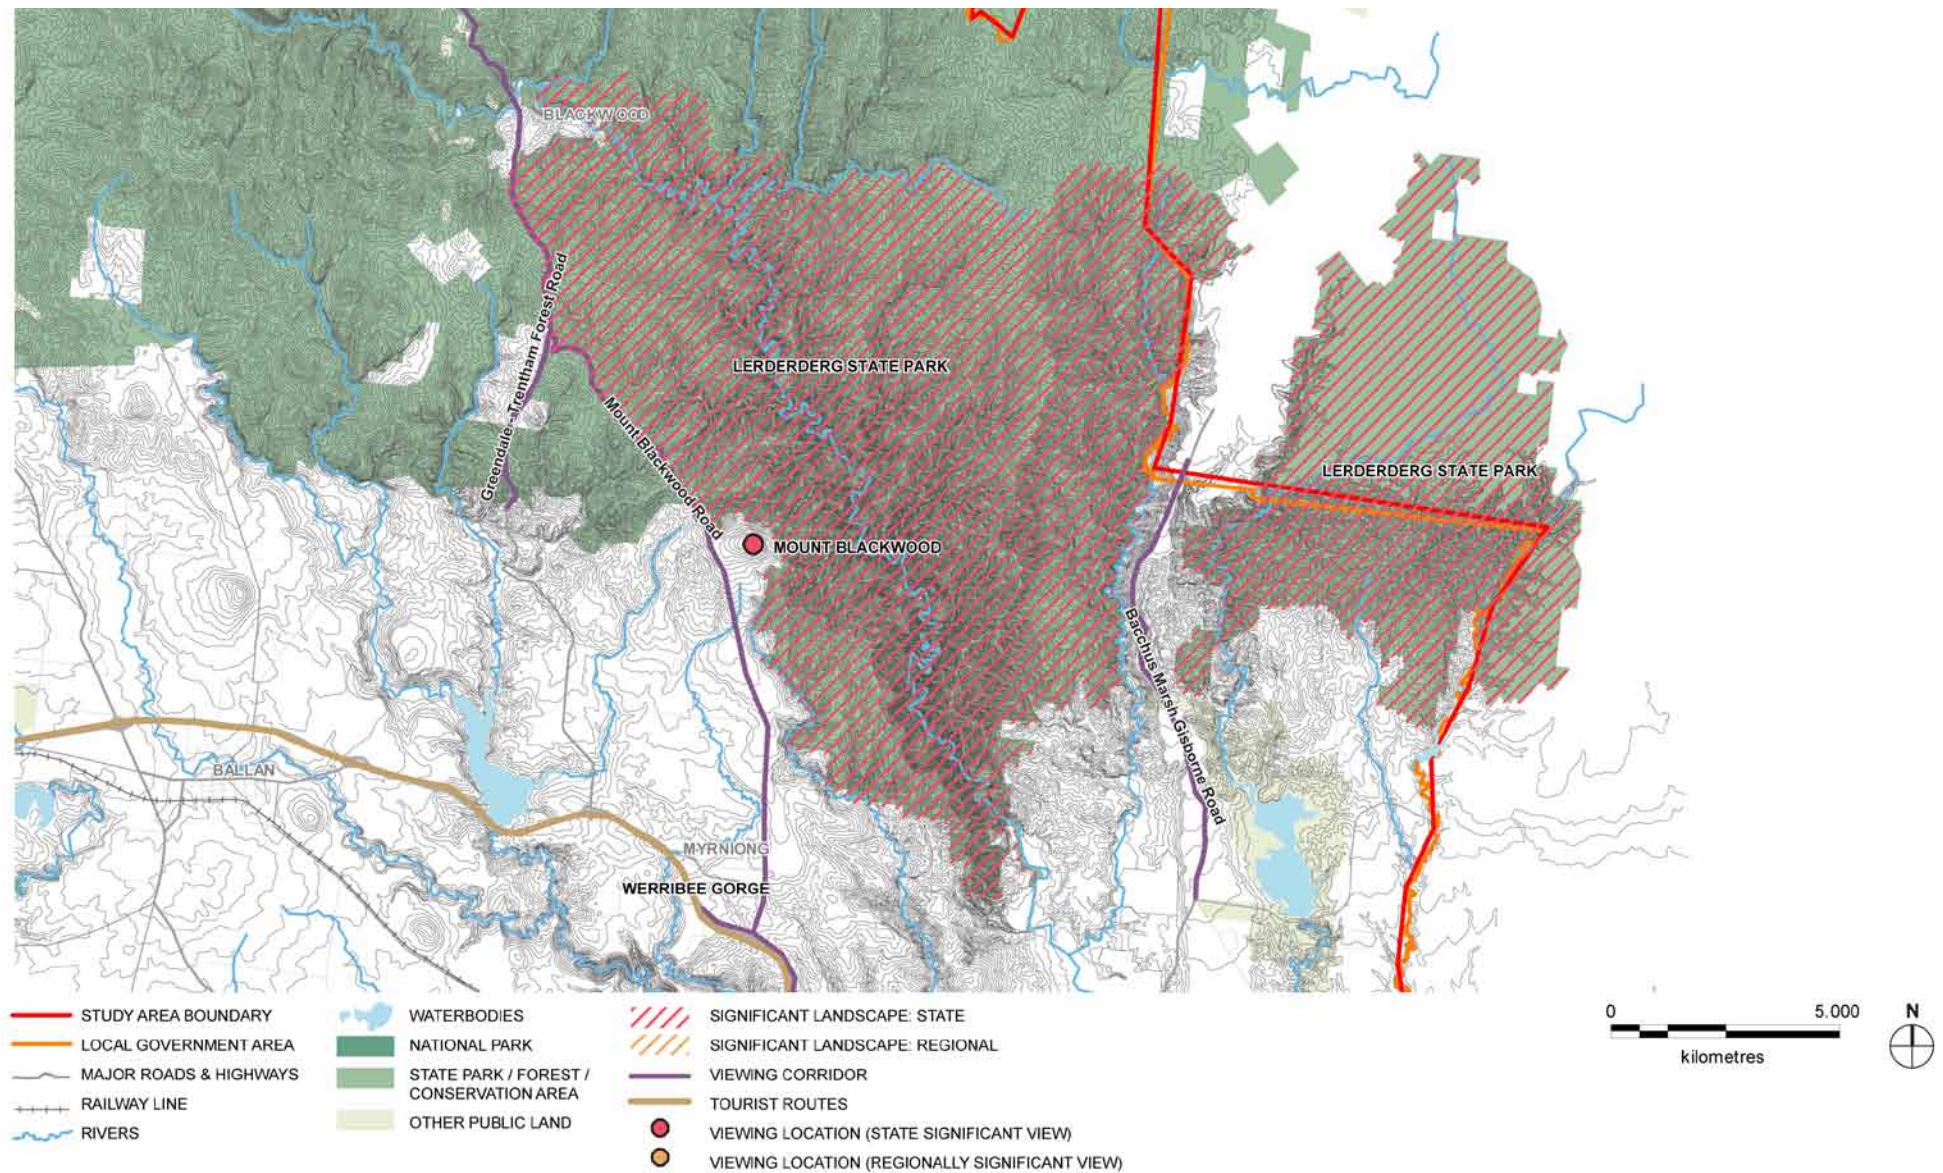 BLACKWOOD
Greendale - Trentham Forest Road
LERDERDERG STATE PARK
Mount Blackwood Road
LERDERDERG STATE PARK
MOUNT BLACKWOOD
Bacchus Marsh Gisborne Road
BALLAN
MYRNIONG
WERRIBEE GORGE
STUDY AREA BOUNDARY
LOCAL GOVERNMENT AREA
MAJOR ROADS & HIGHWAYS
RAILWAY LINE
RIVERS
WATERBODIES
NATIONAL PARK
STATE PARK / FOREST /
CONSERVATION AREA
OTHER PUBLIC LAND
SIGNIFICANT LANDSCAPE: STATE
SIGNIFICANT LANDSCAPE: REGIONAL
VIEWING CORRIDOR
TOURIST ROUTES
VIEWING LOCATION (STATE SIGNIFICANT VIEW)
VIEWING LOCATION (REGIONALLY SIGNIFICANT VIEW)
0 5.000
kilometres
N